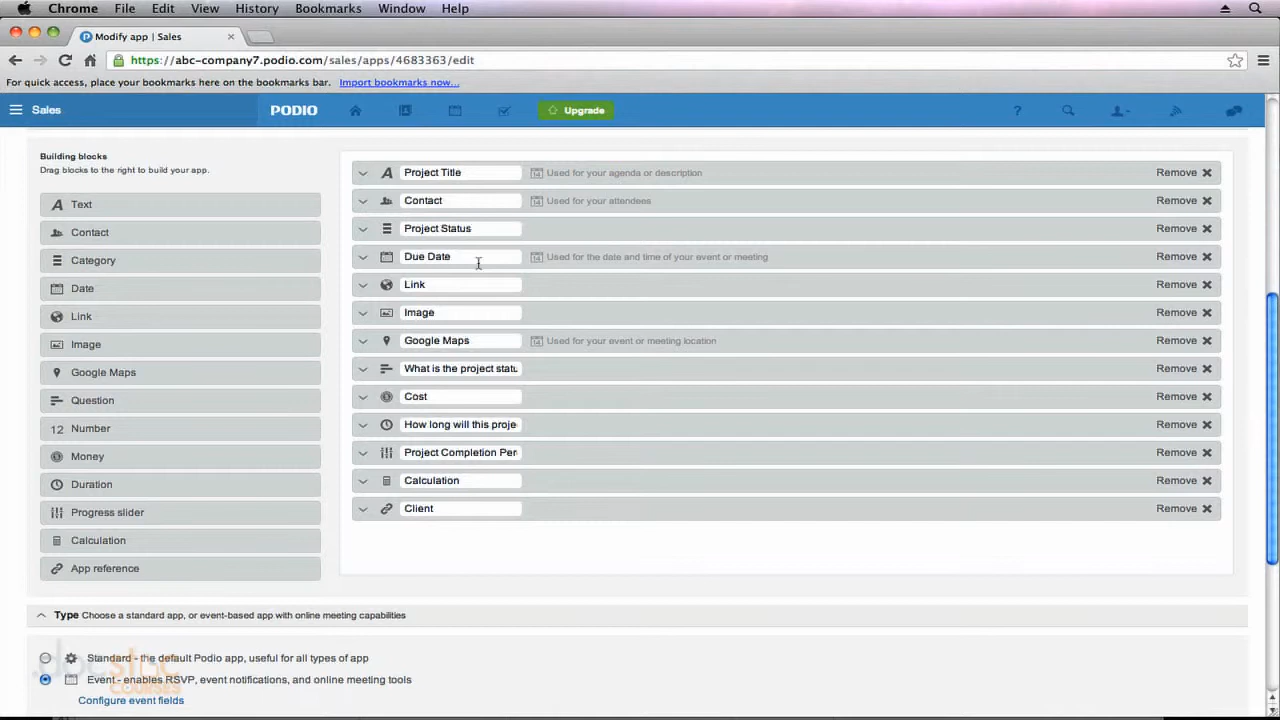 Chrome File Edit View History Bookmarks Window Help
Modify app | Sales
https://abc-company7.podio.com/sales/apps/4683363/edit
For quick access, place your bookmarks here on the bookmarks bar. Import bookmarks now...
Sales PODIO Upgrade ?
Building blocks
Drag blocks to the right to build your app.
Text
Contact
Category
Date
Link
Image
Google Maps
Question
12 Number
Money
Duration
Progress slider
Calculation
App reference
Project Title 14 Used for your agenda or description Remove
Contact 14 Used for your attendees Remove
Project Status Remove
Due Date 14 Used for the date and time of your event or meeting Remove
Link Remove
Image Remove
Google Maps 14 Used for your event or meeting location Remove
What is the project statu Remove
Cost Remove
How long will this proje Remove
Project Completion Per Remove
Calculation Remove
Client Remove
Type Choose a standard app, or event-based app with online meeting capabilities
Standard - the default Podio app, useful for all types of app
Event - enables RSVP, event notifications, and online meeting tools
Configure event fields
docstoc
COURSES